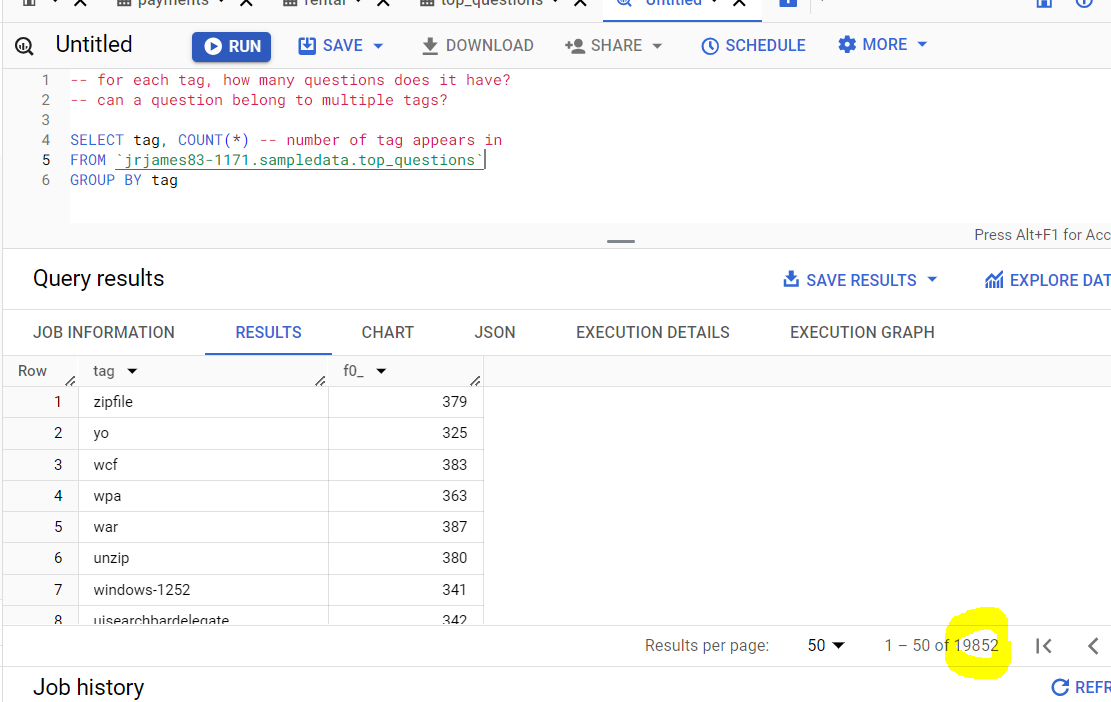 payments
rental
top_questions
Untitled
Untitled
RUN
SAVE
DOWNLOAD
SHARE
SCHEDULE
MORE
1 -- for each tag, how many questions does it have?
2 -- can a question belong to multiple tags?
3
4 SELECT tag, COUNT(*) -- number of tag appears in
5 FROM `jrjames83-1171.sampledata.top_questions`
6 GROUP BY tag
Press Alt+F1 for Acc
Query results
SAVE RESULTS
EXPLORE DAT
JOB INFORMATION
RESULTS
CHART
JSON
EXECUTION DETAILS
EXECUTION GRAPH
Row tag f0_
1 zipfile 379
2 yo 325
3 wcf 383
4 wpa 363
5 war 387
6 unzip 380
7 windows-1252 341
8 uisearchbardelegate 342
Results per page: 50 1 – 50 of 19852
Job history
REFR